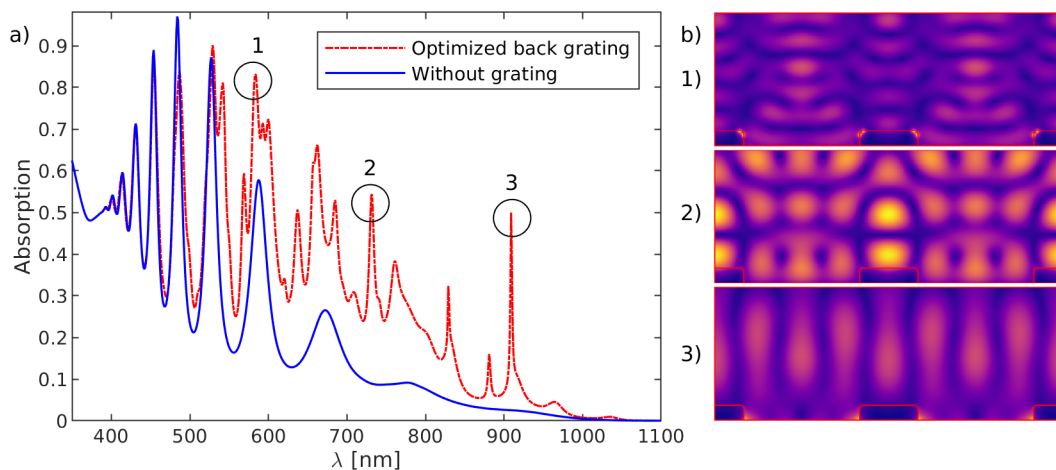 a)
Absorption
0.9
0.8
0.7
0.6
0.5
0.4
0.3
0.2
0.1
0
400 500 600 700 800 900 1000 1100
λ [nm]
Optimized back grating
Without grating
1
2
3
b)
1)
2)
3)